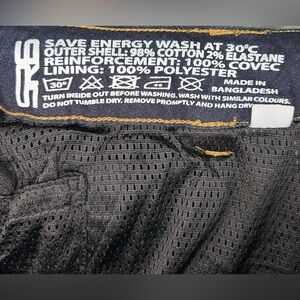 SAVE ENERGY WASH AT 30°C
OUTER SHELL: 98% COTTON 2% ELASTANE
REINFORCEMENT: 100% COVEC
LINING: 100% POLYESTER
30°
MADE IN
BANGLADESH
TURN INSIDE OUT BEFORE WASHING. WASH WITH SIMILAR COLOURS.
DO NOT TUMBLE DRY. REMOVE PROMPTLY AND HANG DRY